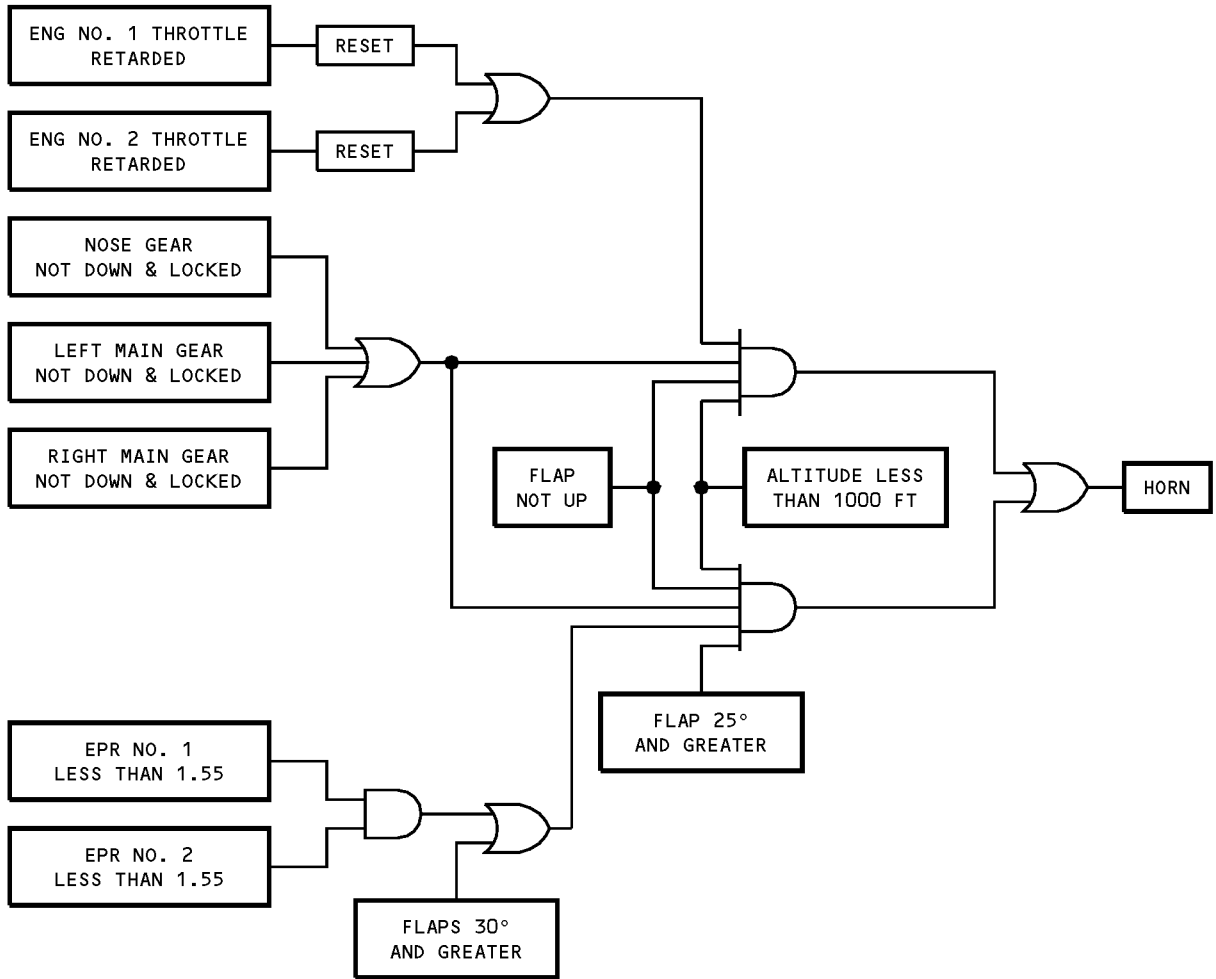 ENG NO. 1 THROTTLE
RETARDED
RESET
ENG NO. 2 THROTTLE
RETARDED
RESET
NOSE GEAR
NOT DOWN & LOCKED
LEFT MAIN GEAR
NOT DOWN & LOCKED
RIGHT MAIN GEAR
NOT DOWN & LOCKED
FLAP
NOT UP
ALTITUDE LESS
THAN 1000 FT
HORN
FLAP 25°
AND GREATER
EPR NO. 1
LESS THAN 1.55
EPR NO. 2
LESS THAN 1.55
FLAPS 30°
AND GREATER